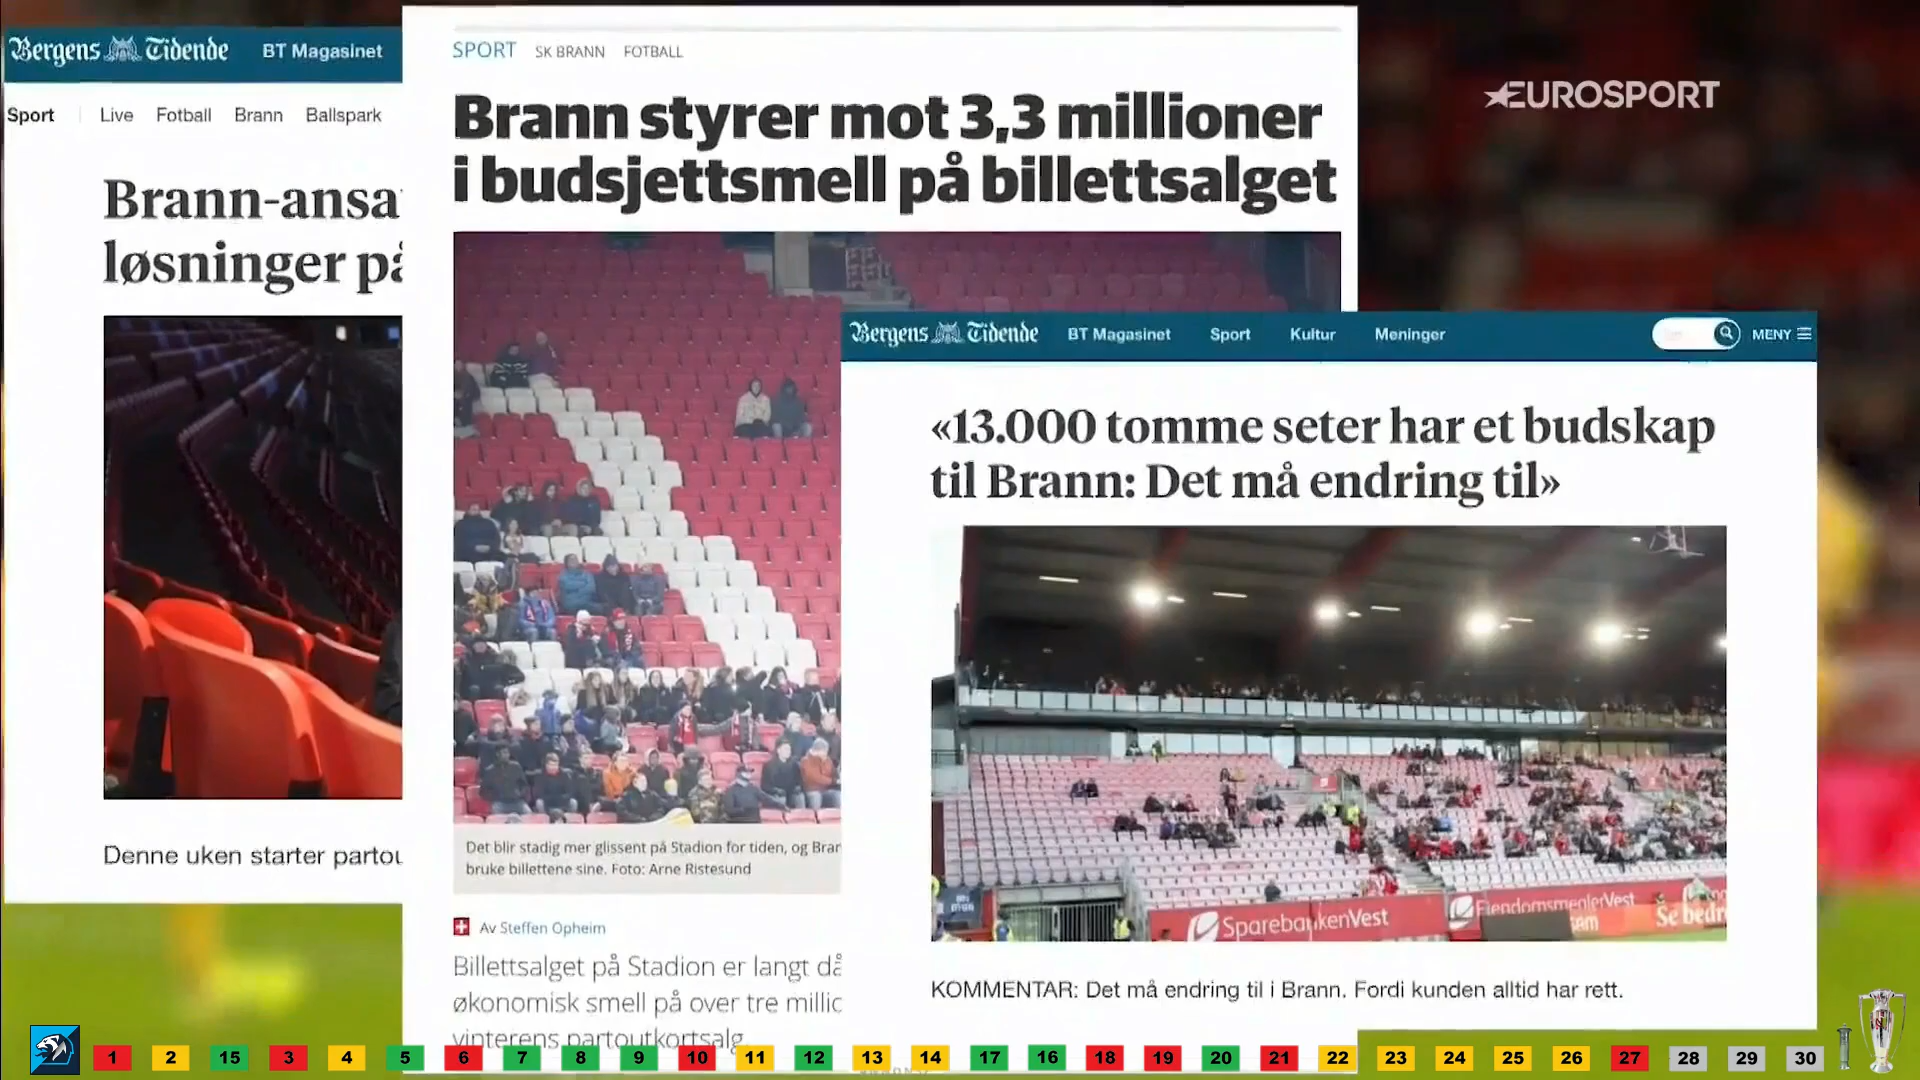 Bergens Tidende BT Magasinet
Sport Live Fotball Brann Ballspark
Brann-ansa
løsninger på
Denne uken starter partou
SPORT SK BRANN FOTBALL
Brann styrer mot 3,3 millioner
i budsjettsmell på billettsalget
Det blir stadig mer glissent på Stadion for tiden, og Bran
bruke billettene sine. Foto: Arne Ristesund
Av Steffen Opheim
Billettsalget på Stadion er langt då
økonomisk smell på over tre millio
vinterens partoutkortsalg.
EUROSPORT
Bergens Tidende BT Magasinet Sport Kultur Meninger MENY
«13.000 tomme seter har et budskap
til Brann: Det må endring til»
SparebankenVest
EiendomsmeglerVest
Se bedr
KOMMENTAR: Det må endring til i Brann. Fordi kunden alltid har rett.
1 2 15 3 4 5 6 7 8 9 10 11 12 13 14 17 16 18 19 20 21 22 23 24 25 26 27 28 29 30